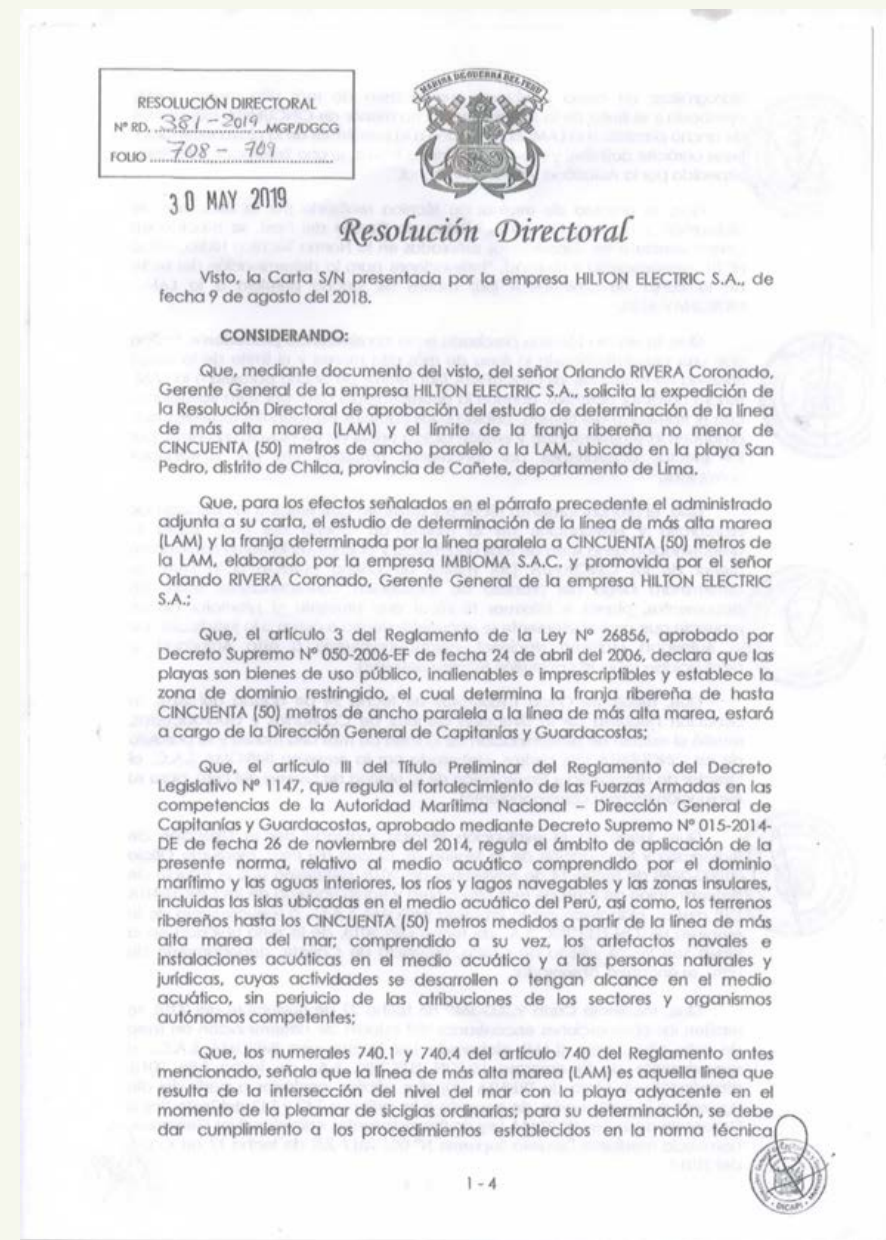 MARINA DE GUERRA DEL PERÚ
RESOLUCIÓN DIRECTORAL
Nº RD. 381-2019 MGP/DGCG
FOLIO 708 - 709
30 MAY 2019
Resolución Directoral
Visto, la Carta S/N presentada por la empresa HILTON ELECTRIC S.A., de
fecha 9 de agosto del 2018.
CONSIDERANDO:
Que, mediante documento del visto, del señor Orlando RIVERA Coronado,
Gerente General de la empresa HILTON ELECTRIC S.A., solicita la expedición de
la Resolución Directoral de aprobación del estudio de determinación de la línea
de más alta marea (LAM) y el límite de la franja ribereña no menor de
CINCUENTA (50) metros de ancho paralelo a la LAM, ubicado en la playa San
Pedro, distrito de Chilca, provincia de Cañete, departamento de Lima.
Que, para los efectos señalados en el párrafo precedente el administrado
adjunta a su carta, el estudio de determinación de la línea de más alta marea
(LAM) y la franja determinada por la línea paralela a CINCUENTA (50) metros de
la LAM, elaborado por la empresa IMBIOMA S.A.C. y promovida por el señor
Orlando RIVERA Coronado, Gerente General de la empresa HILTON ELECTRIC
S.A.;
Que, el artículo 3 del Reglamento de la Ley Nº 26856, aprobado por
Decreto Supremo Nº 050-2006-EF de fecha 24 de abril del 2006, declara que las
playas son bienes de uso público, inalienables e imprescriptibles y establece la
zona de dominio restringido, el cual determina la franja ribereña de hasta
CINCUENTA (50) metros de ancho paralela a la línea de más alta marea, estará
a cargo de la Dirección General de Capitanías y Guardacostas;
Que, el artículo III del Título Preliminar del Reglamento del Decreto
Legislativo Nº 1147, que regula el fortalecimiento de las Fuerzas Armadas en las
competencias de la Autoridad Marítima Nacional – Dirección General de
Capitanías y Guardacostas, aprobado mediante Decreto Supremo Nº 015-2014-
DE de fecha 26 de noviembre del 2014, regula el ámbito de aplicación de la
presente norma, relativo al medio acuático comprendido por el dominio
marítimo y las aguas interiores, los ríos y lagos navegables y las zonas insulares,
incluidas las islas ubicadas en el medio acuático del Perú, así como, los terrenos
ribereños hasta los CINCUENTA (50) metros medidos a partir de la línea de más
alta marea del mar; comprendido a su vez, los artefactos navales e
instalaciones acuáticas en el medio acuático y a las personas naturales y
jurídicas, cuyas actividades se desarrollen o tengan alcance en el medio
acuático, sin perjuicio de las atribuciones de los sectores y organismos
autónomos competentes;
Que, los numerales 740.1 y 740.4 del artículo 740 del Reglamento antes
mencionado, señala que la línea de más alta marea (LAM) es aquella línea que
resulta de la intersección del nivel del mar con la playa adyacente en el
momento de la pleamar de sicigias ordinarias; para su determinación, se debe
dar cumplimiento a los procedimientos establecidos en la norma técnica
1 - 4
DICAPI